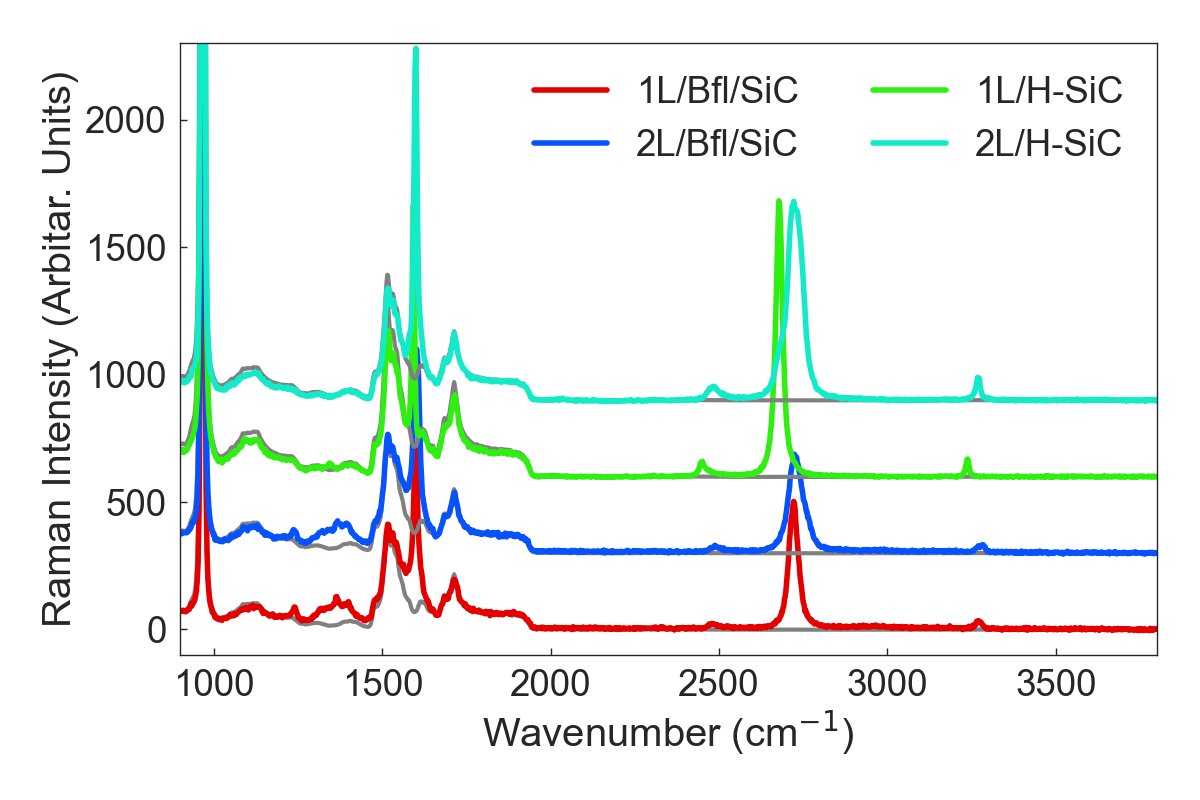 Raman Intensity (Arbitar. Units)
2000
1500
1000
500
0
1L/Bfl/SiC
2L/Bfl/SiC
1L/H-SiC
2L/H-SiC
1000 1500 2000 2500 3000 3500
Wavenumber (cm⁻¹)